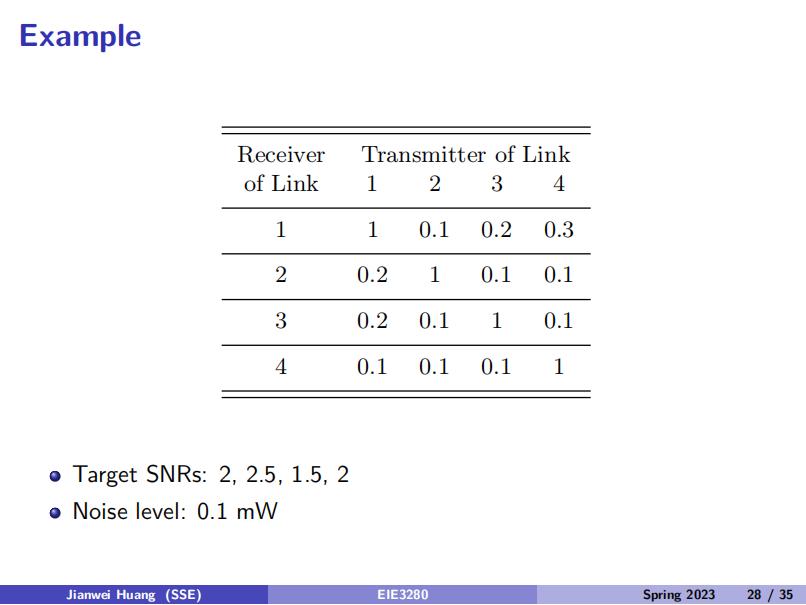 Example
Receiver Transmitter of Link
of Link 1 2 3 4
1 1 0.1 0.2 0.3
2 0.2 1 0.1 0.1
3 0.2 0.1 1 0.1
4 0.1 0.1 0.1 1
Target SNRs: 2, 2.5, 1.5, 2
Noise level: 0.1 mW
Jianwei Huang (SSE) EIE3280 Spring 2023 28 / 35